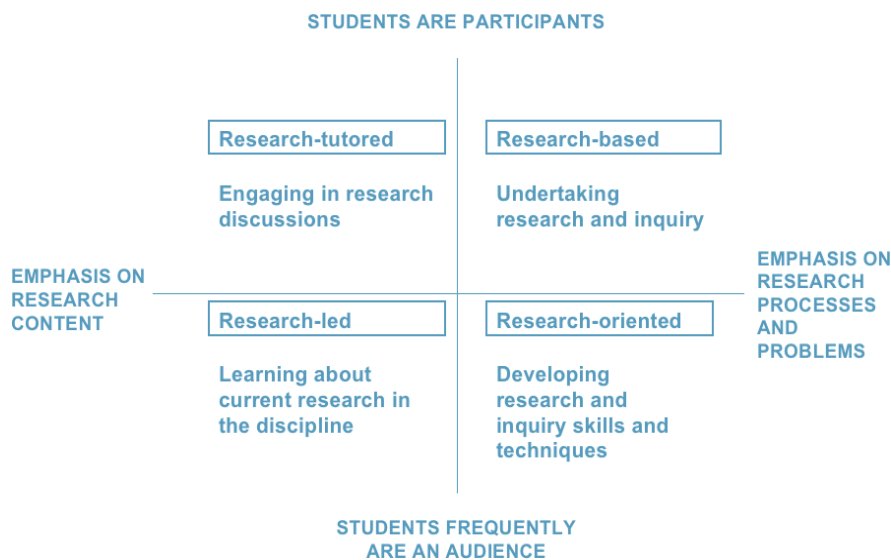 STUDENTS ARE PARTICIPANTS
Research-tutored
Engaging in research
discussions
Research-based
Undertaking
research and inquiry
EMPHASIS ON
RESEARCH
CONTENT
EMPHASIS ON
RESEARCH
PROCESSES
AND
PROBLEMS
Research-led
Learning about
current research in
the discipline
Research-oriented
Developing
research and
inquiry skills and
techniques
STUDENTS FREQUENTLY
ARE AN AUDIENCE